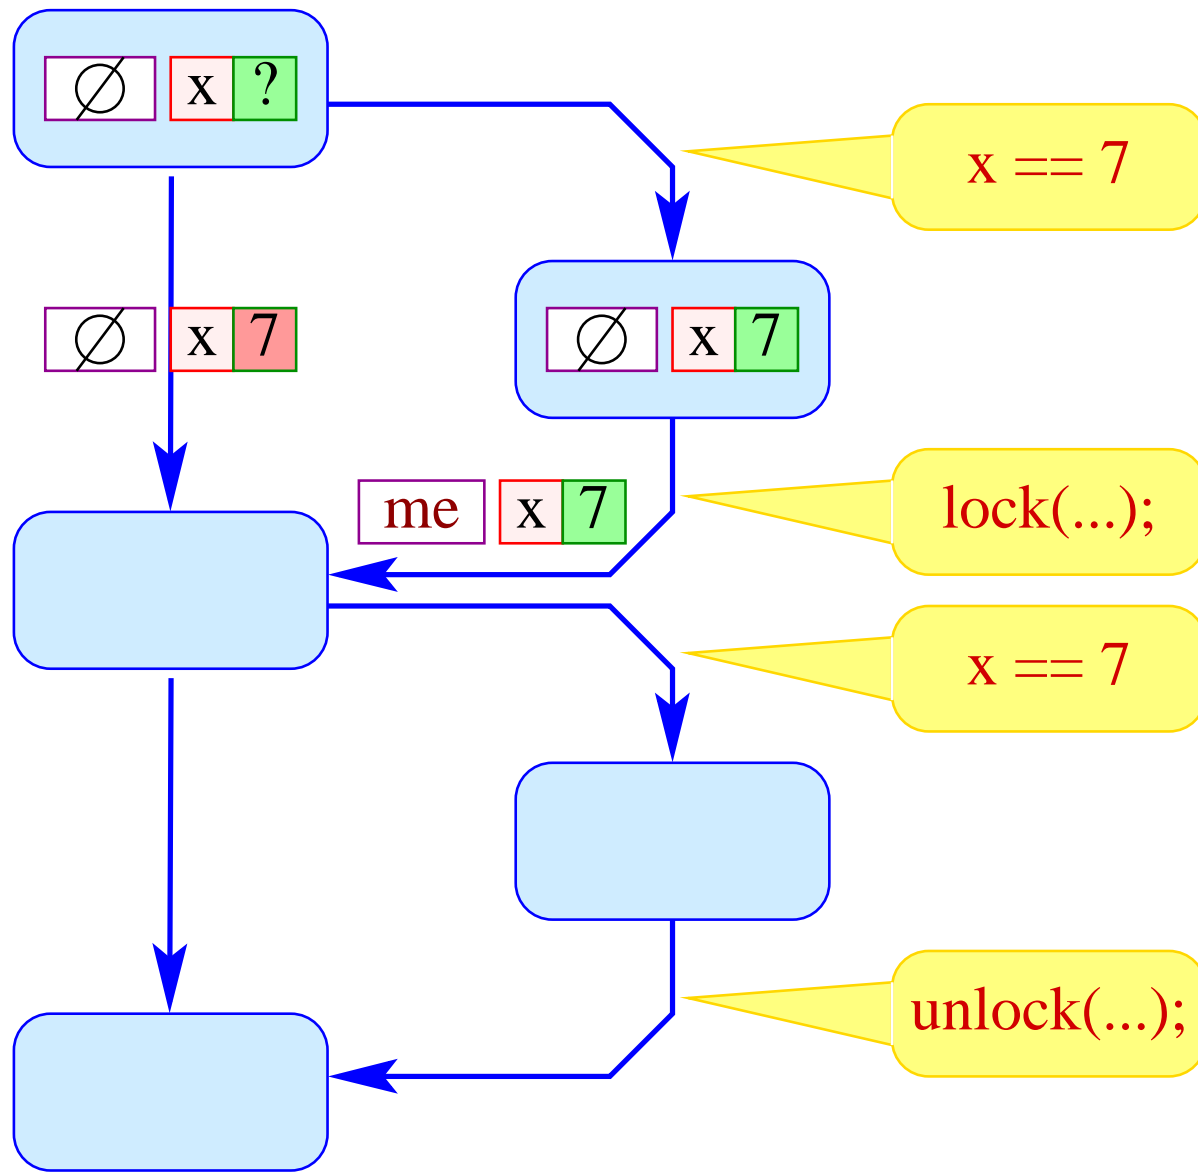 ∅ x ?
x == 7
∅ x 7
∅ x 7
me x 7
lock(...);
x == 7
unlock(...);